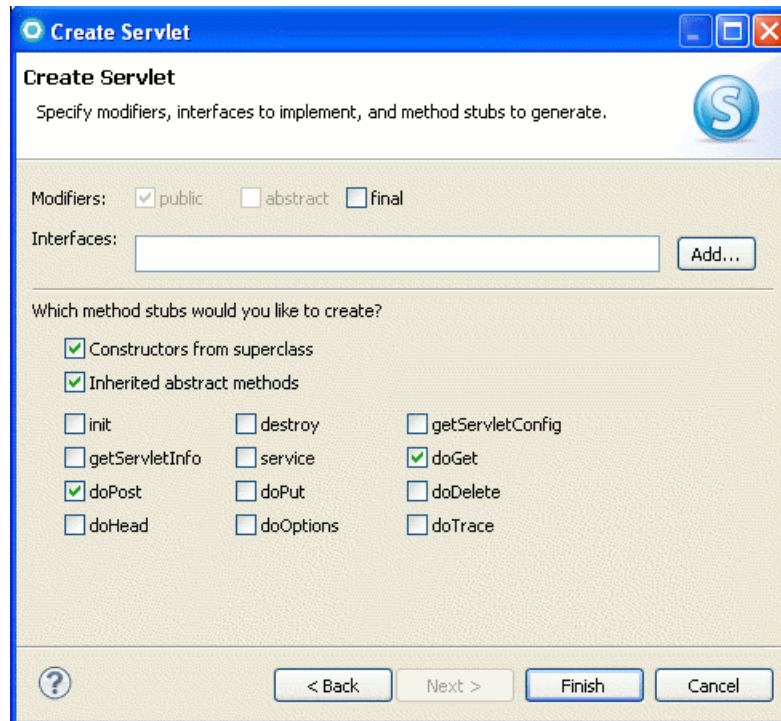 Create Servlet
Create Servlet
Specify modifiers, interfaces to implement, and method stubs to generate.
S
Modifiers: public abstract final
Interfaces: Add...
Which method stubs would you like to create?
Constructors from superclass
Inherited abstract methods
init destroy getServletConfig
getServletInfo service doGet
doPost doPut doDelete
doHead doOptions doTrace
? < Back Next > Finish Cancel